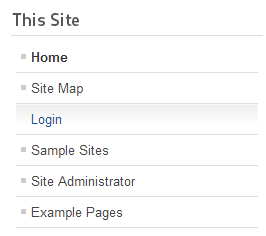 This Site
Home
Site Map
Login
Sample Sites
Site Administrator
Example Pages